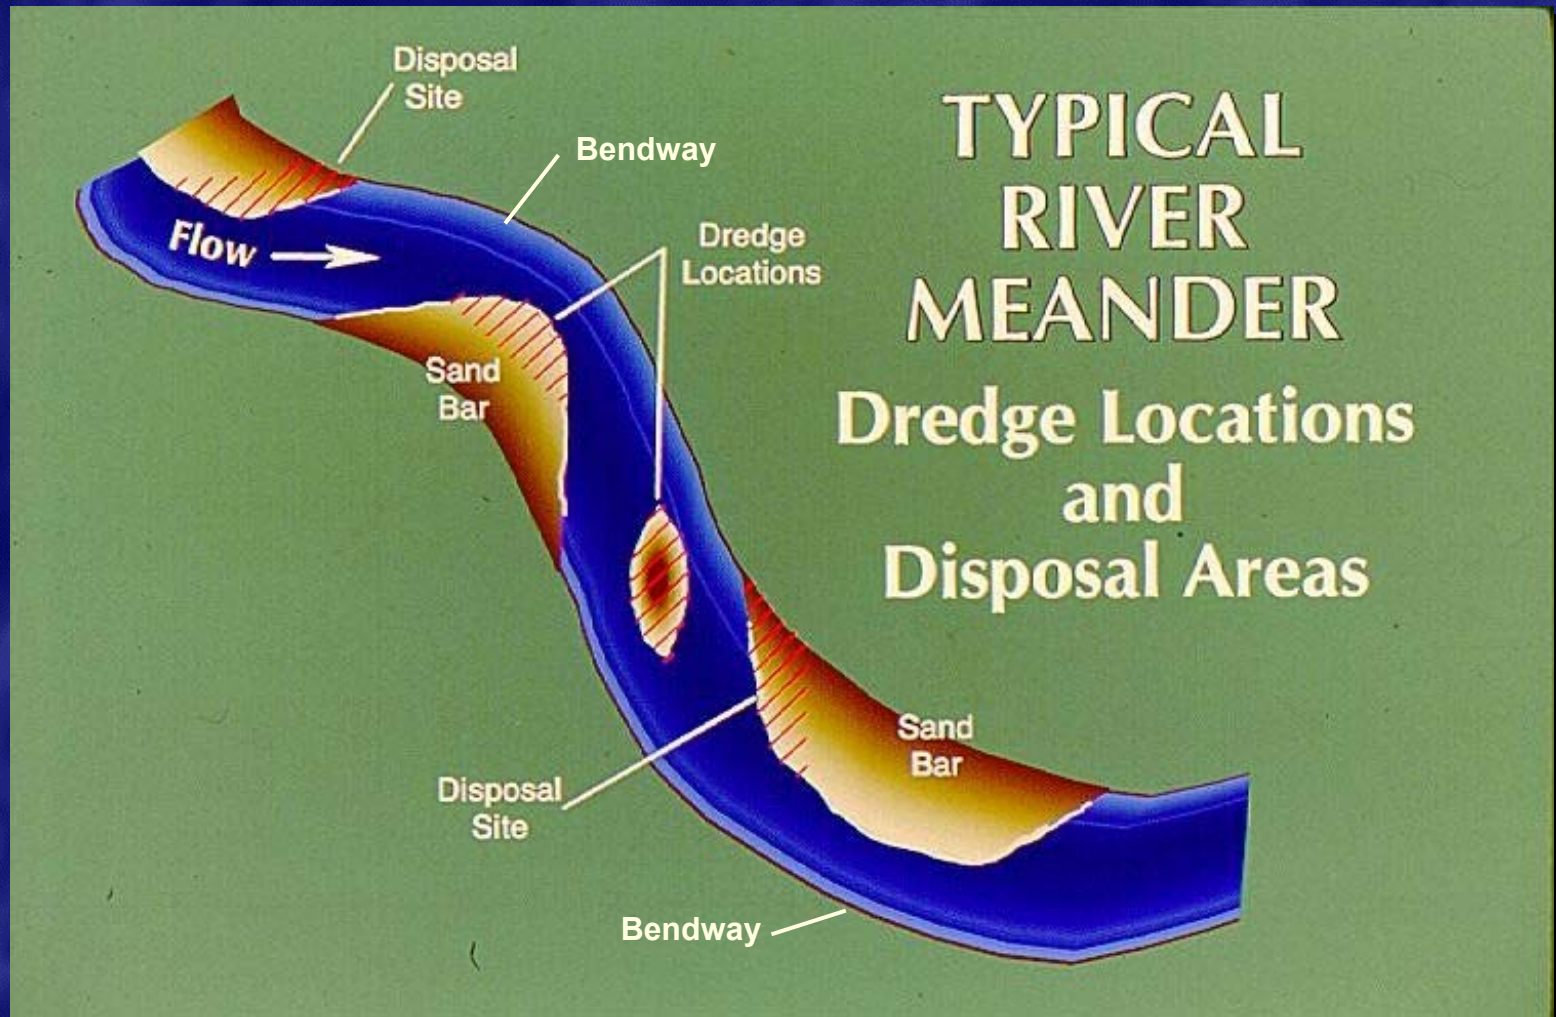 Disposal
Site
Bendway
Flow
Dredge
Locations
Sand
Bar
TYPICAL
RIVER
MEANDER
Dredge Locations
and
Disposal Areas
Sand
Bar
Disposal
Site
Bendway